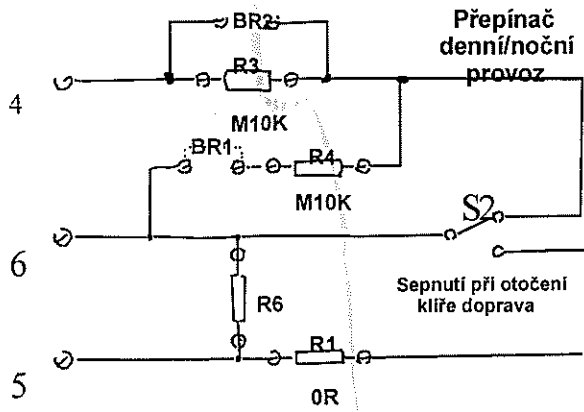 BR2
Přepínač
denní/noční
provoz
R3
4
M10K
BR1
R4
M10K
S2
6
Sepnutí při otočení
klíře doprava
R6
R1
5
0R